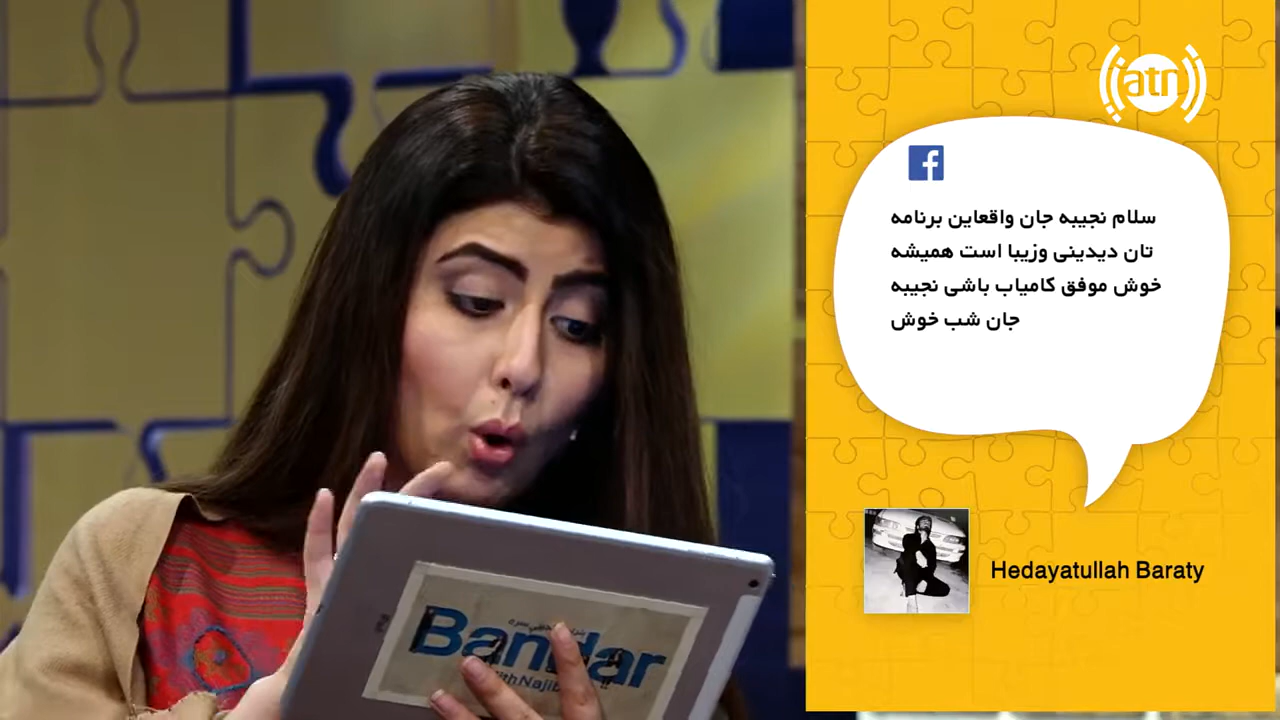 atn
سلام نجیبه جان واقعاین برنامه
تان دیدینی وزیبا است همیشه
خوش موفق کامیاب باشی نجیبه
جان شب خوش
Hedayatullah Baraty
Bandar